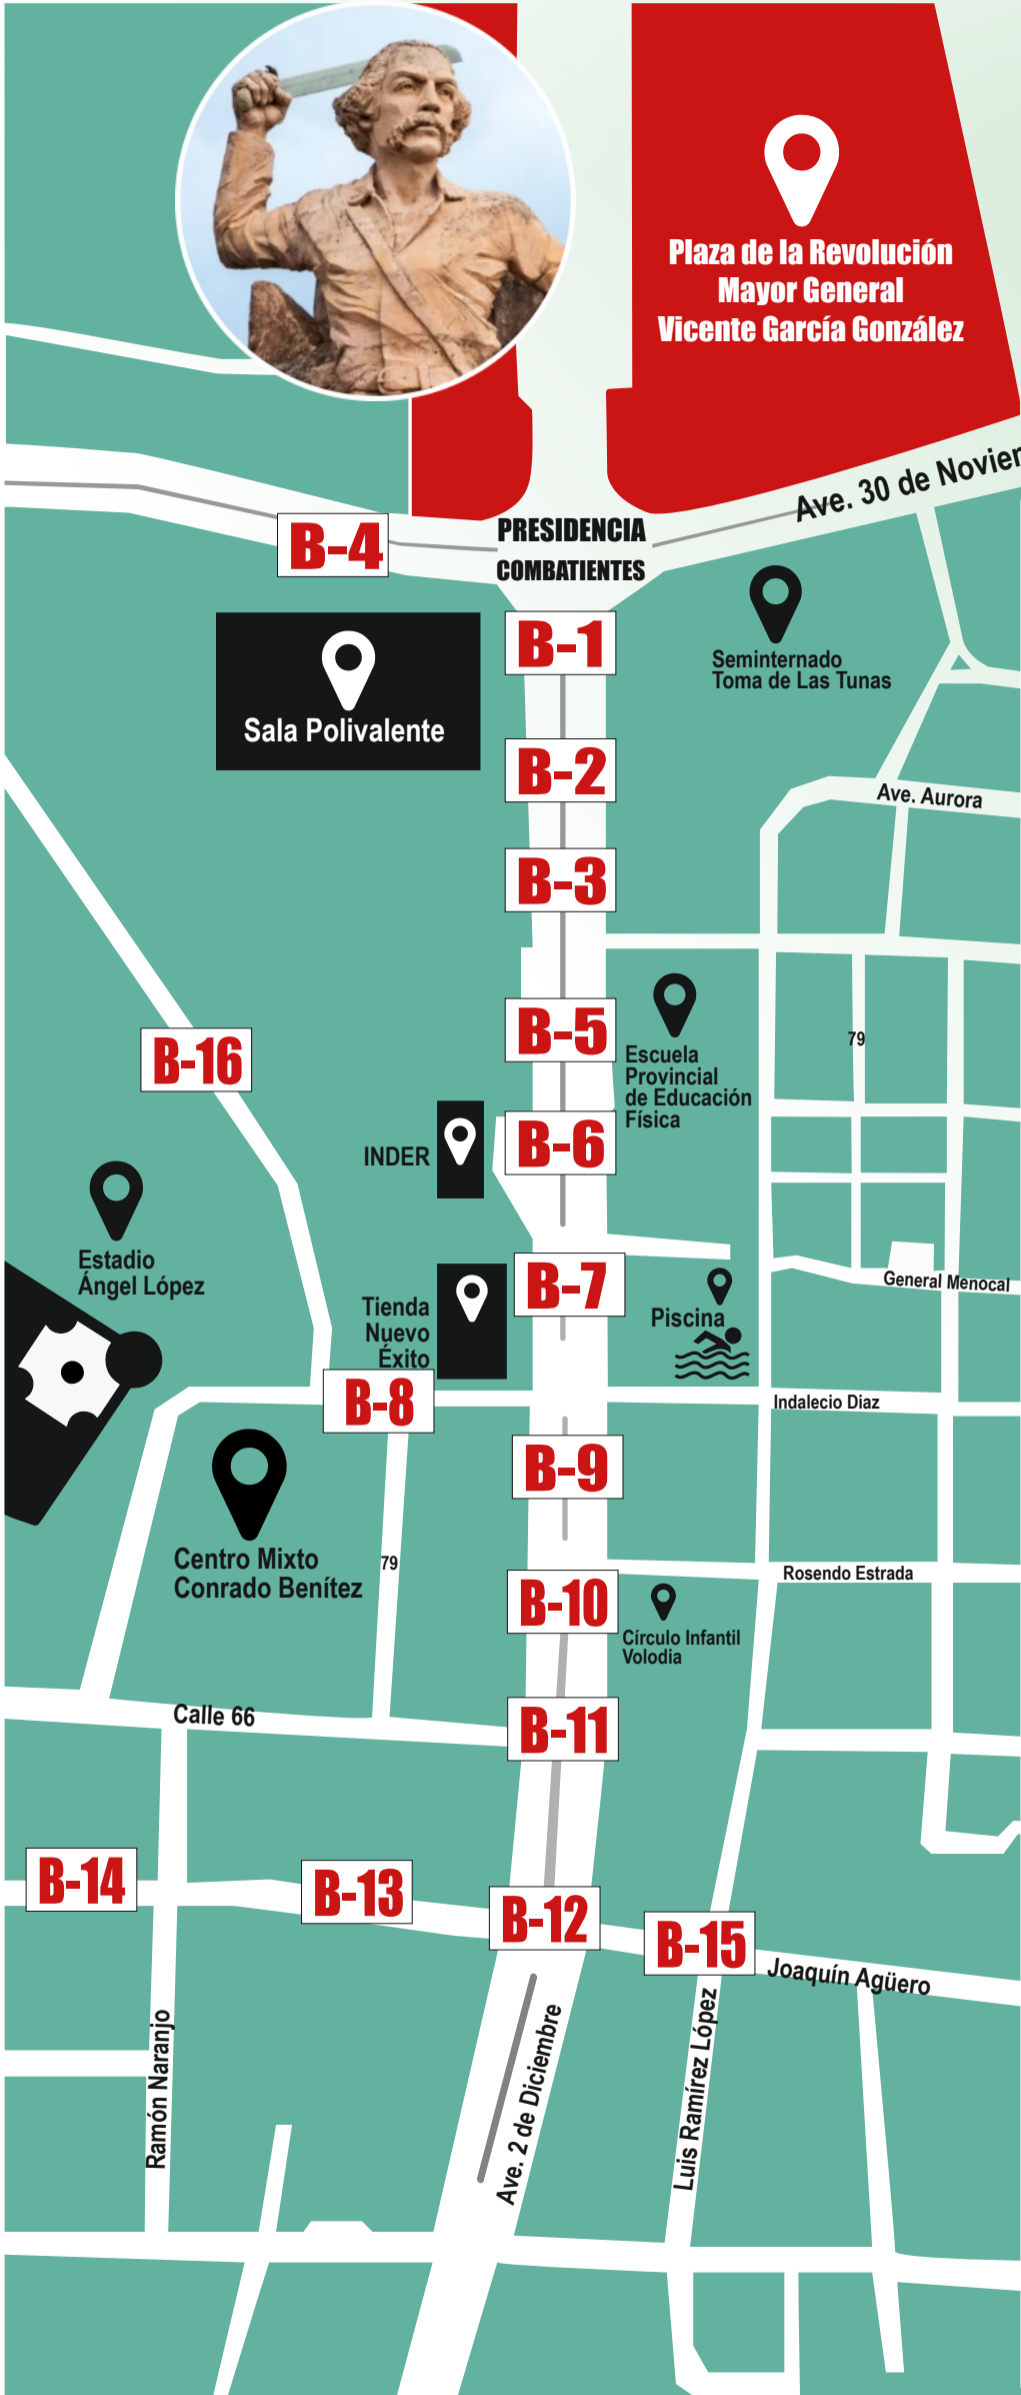 Plaza de la Revolución
Mayor General
Vicente García González
Ave. 30 de Noviem
B-4
PRESIDENCIA
COMBATIENTES
B-1
Sala Polivalente
Seminternado
Toma de Las Tunas
B-2
Ave. Aurora
B-3
B-5
Escuela
Provincial
de Educación
Física
79
B-16
B-6
INDER
Estadio
Ángel López
B-7
General Menocal
Tienda
Nuevo
Éxito
Piscina
B-8
Indalecio Diaz
B-9
Centro Mixto
Conrado Benítez
79
Rosendo Estrada
B-10
Círculo Infantil
Volodia
Calle 66
B-11
B-14
B-13
B-12
B-15
Joaquín Agüero
Ramón Naranjo
Ave. 2 de Diciembre
Luis Ramírez López